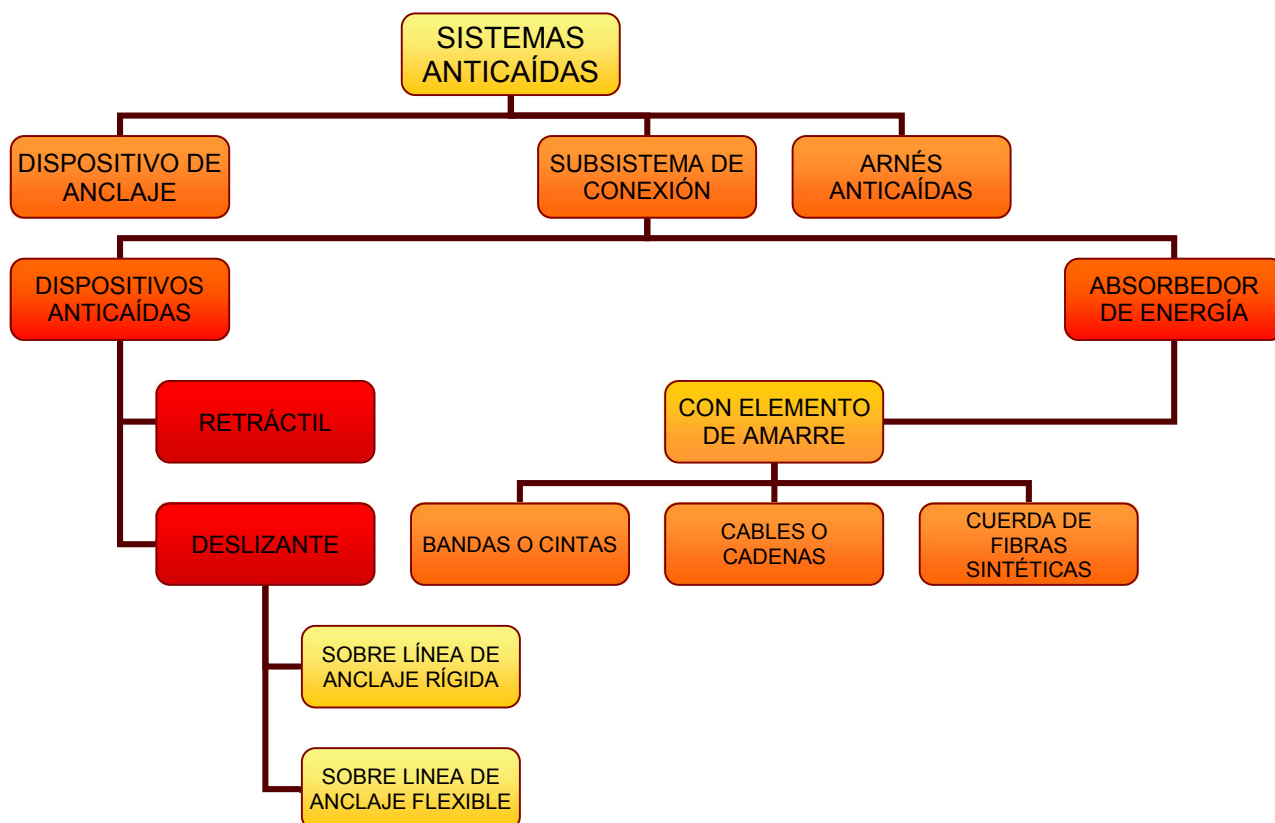 SISTEMAS
ANTICAÍDAS
DISPOSITIVO DE
ANCLAJE
SUBSISTEMA DE
CONEXIÓN
ARNÉS
ANTICAÍDAS
DISPOSITIVOS
ANTICAÍDAS
ABSORBEDOR
DE ENERGÍA
RETRÁCTIL
CON ELEMENTO
DE AMARRE
DESLIZANTE
BANDAS O CINTAS
CABLES O
CADENAS
CUERDA DE
FIBRAS
SINTÉTICAS
SOBRE LÍNEA DE
ANCLAJE RÍGIDA
SOBRE LINEA DE
ANCLAJE FLEXIBLE